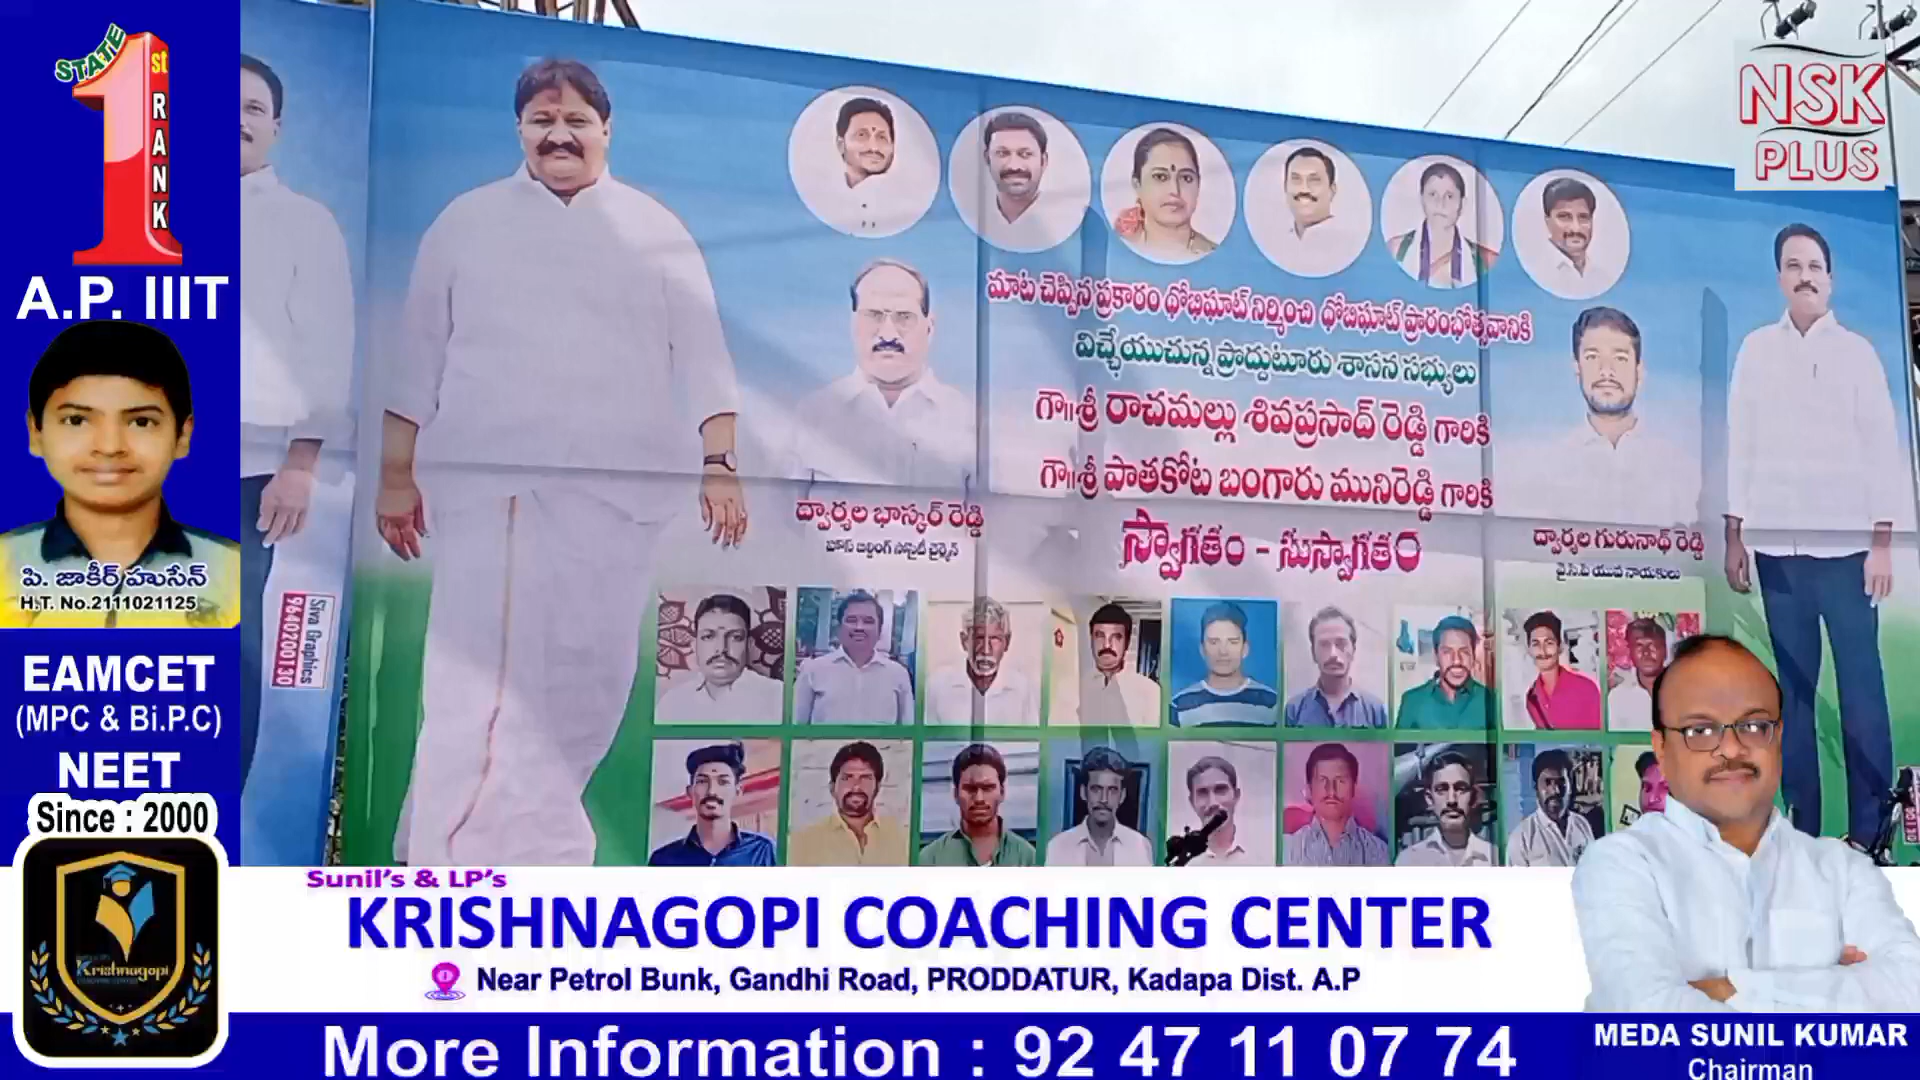 STATE
1st
RANK
A.P. IIIT
పి. జాకీర్ హుసేన్
H.T. No.2111021125
EAMCET
(MPC & Bi.P.C)
NEET
Since : 2000
Krishnagopi
NSK
PLUS
మాట చెప్పిన ప్రకారం ధోభిఘాట్ నిర్మించి ధోబిఘాట్ ప్రారంభోత్సవానికి
విచ్చేయుచున్న ప్రొద్దుటూరు శాసన సభ్యులు
గౌ॥శ్రీ రాచమల్లు శివప్రసాద్ రెడ్డి గారికి
గౌ॥శ్రీ పాతకోట బంగారు మునిరెడ్డి గారికి
స్వాగతం - సుస్వాగతం
ద్వార్శల భాస్కర్ రెడ్డి
హౌస్ బిల్డింగ్ సొసైటీ చైర్మెన్
ద్వార్శల గురునాథ్ రెడ్డి
వై.సి.పి యువ నాయకులు
Siva Graphics
9640200130
Sunil's & LP's
KRISHNAGOPI COACHING CENTER
Near Petrol Bunk, Gandhi Road, PRODDATUR, Kadapa Dist. A.P
More Information : 92 47 11 07 74
MEDA SUNIL KUMAR
Chairman